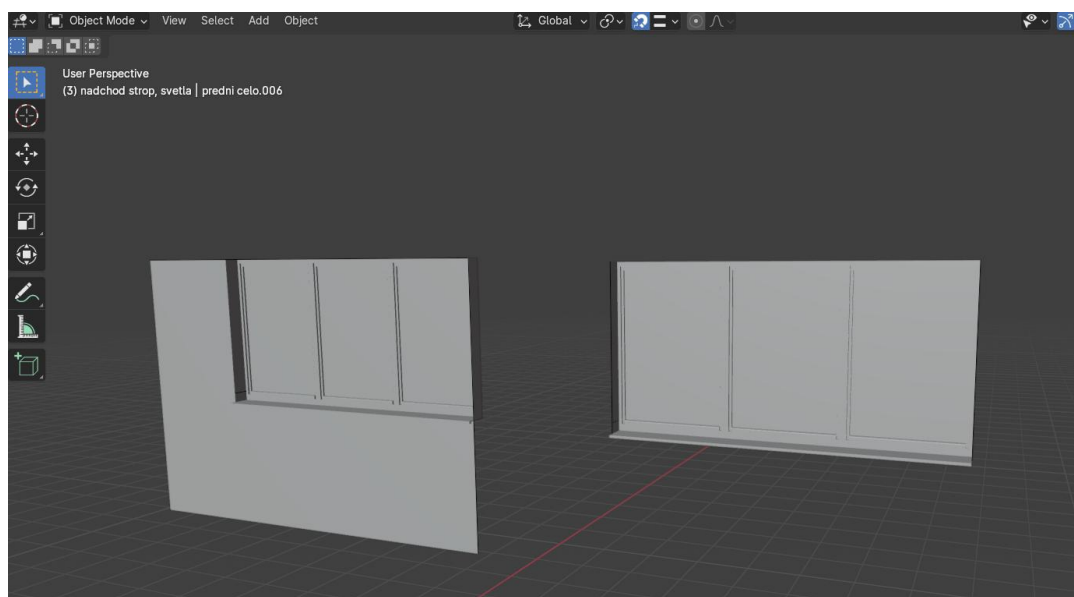 Object Mode View Select Add Object Global
User Perspective
(3) nadchod strop, svetla | predni celo.006